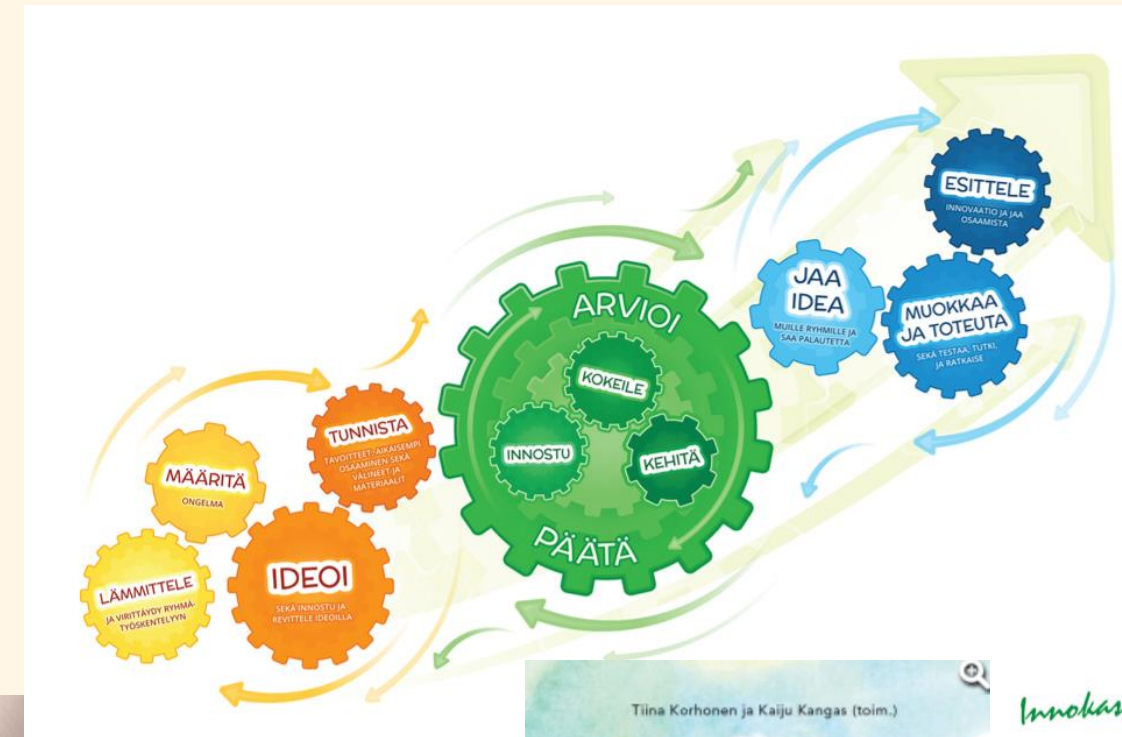 LÄMMITTELE
JA VIRITTÄYDY RYHMÄ-
TYÖSKENTELYYN
MÄÄRITÄ
ONGELMA
IDEOI
SEKÄ INNOSTU JA
REVITTELE IDEOILLA
TUNNISTA
TAVOITTEET, AIKAISEMPI
OSAAMINEN SEKÄ
VÄLINEET JA
MATERIAALIT
ARVIOI
KOKEILE
INNOSTU
KEHITÄ
PÄÄTÄ
JAA
IDEA
MUILLE RYHMILLE JA
SAA PALAUTETTA
MUOKKAA
JA TOTEUTA
SEKÄ TESTAA, TUTKI,
JA RATKAISE
ESITTELE
INNOVAATIO JA JAA
OSAAMISTA
Tiina Korhonen ja Kaiju Kangas (toim.)
Innokas